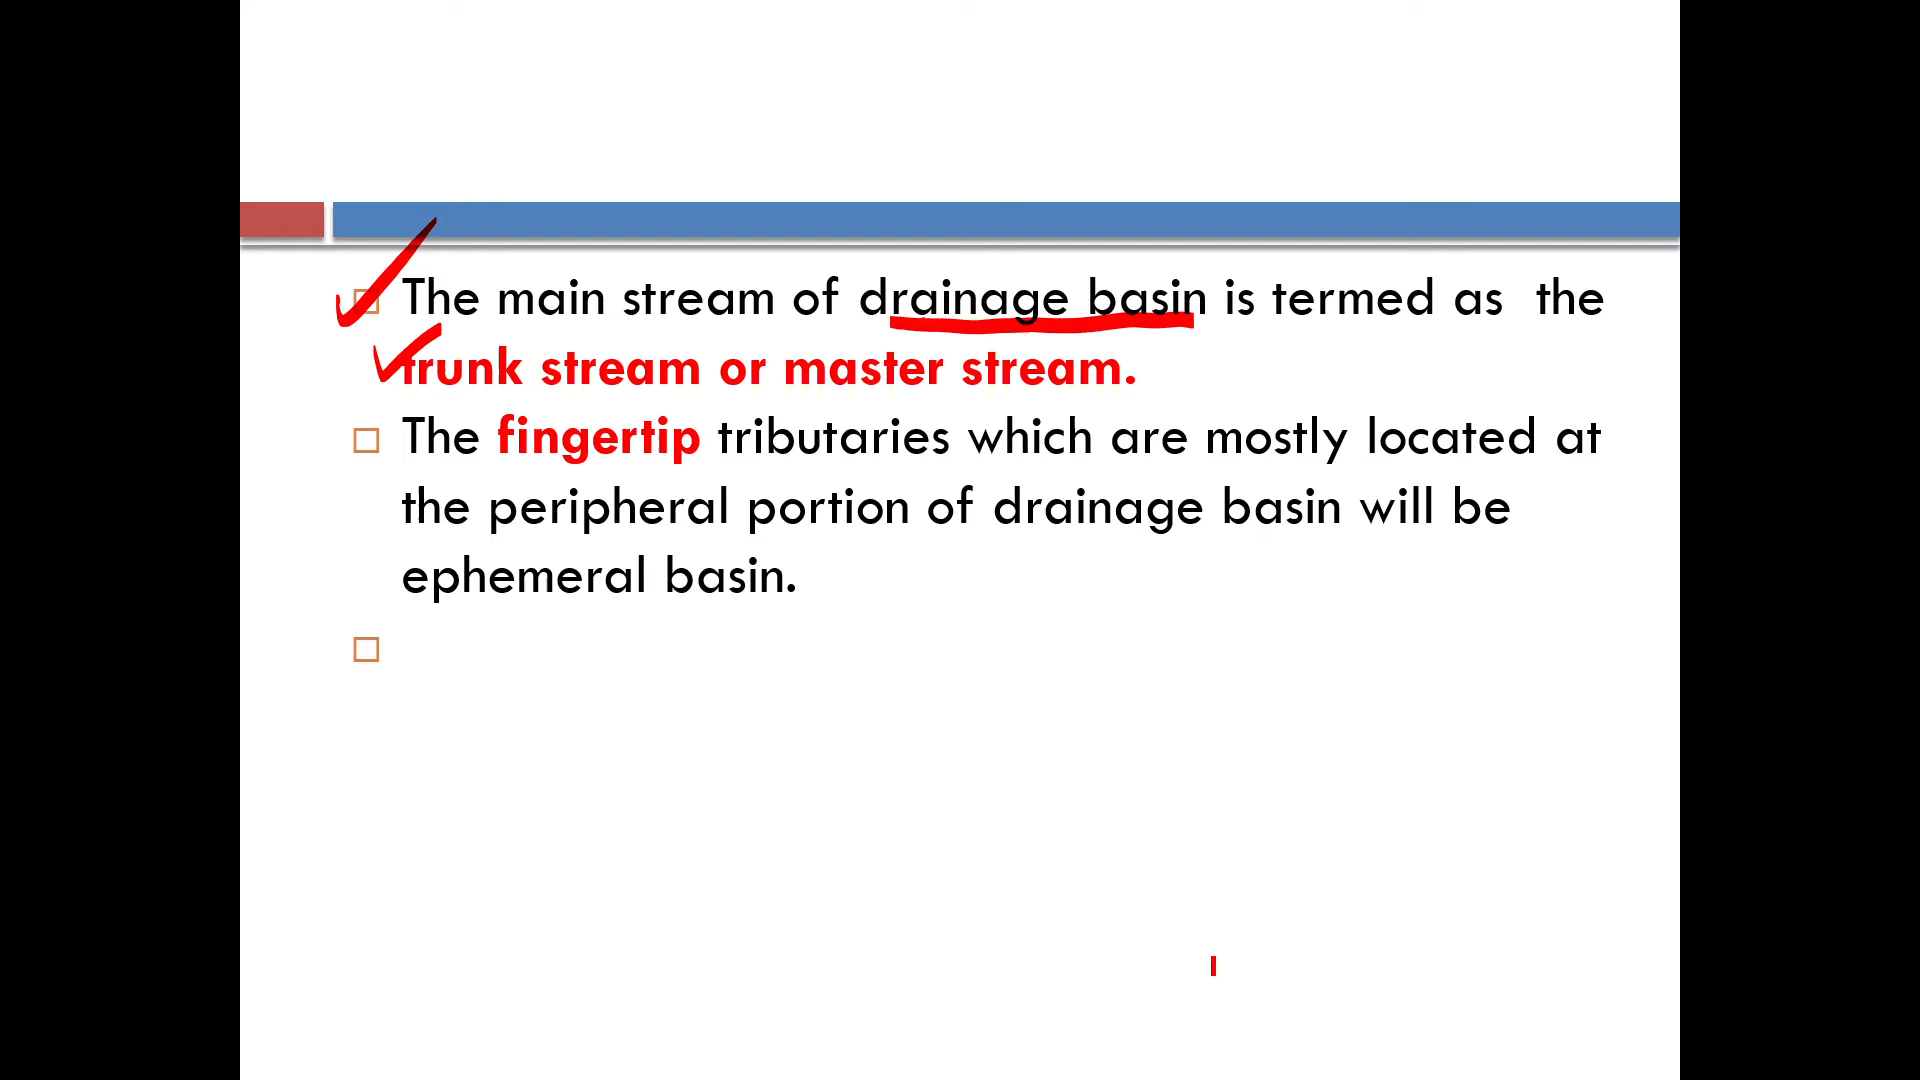 The main stream of drainage basin is termed as the
trunk stream or master stream.
The fingertip tributaries which are mostly located at
the peripheral portion of drainage basin will be
ephemeral basin.